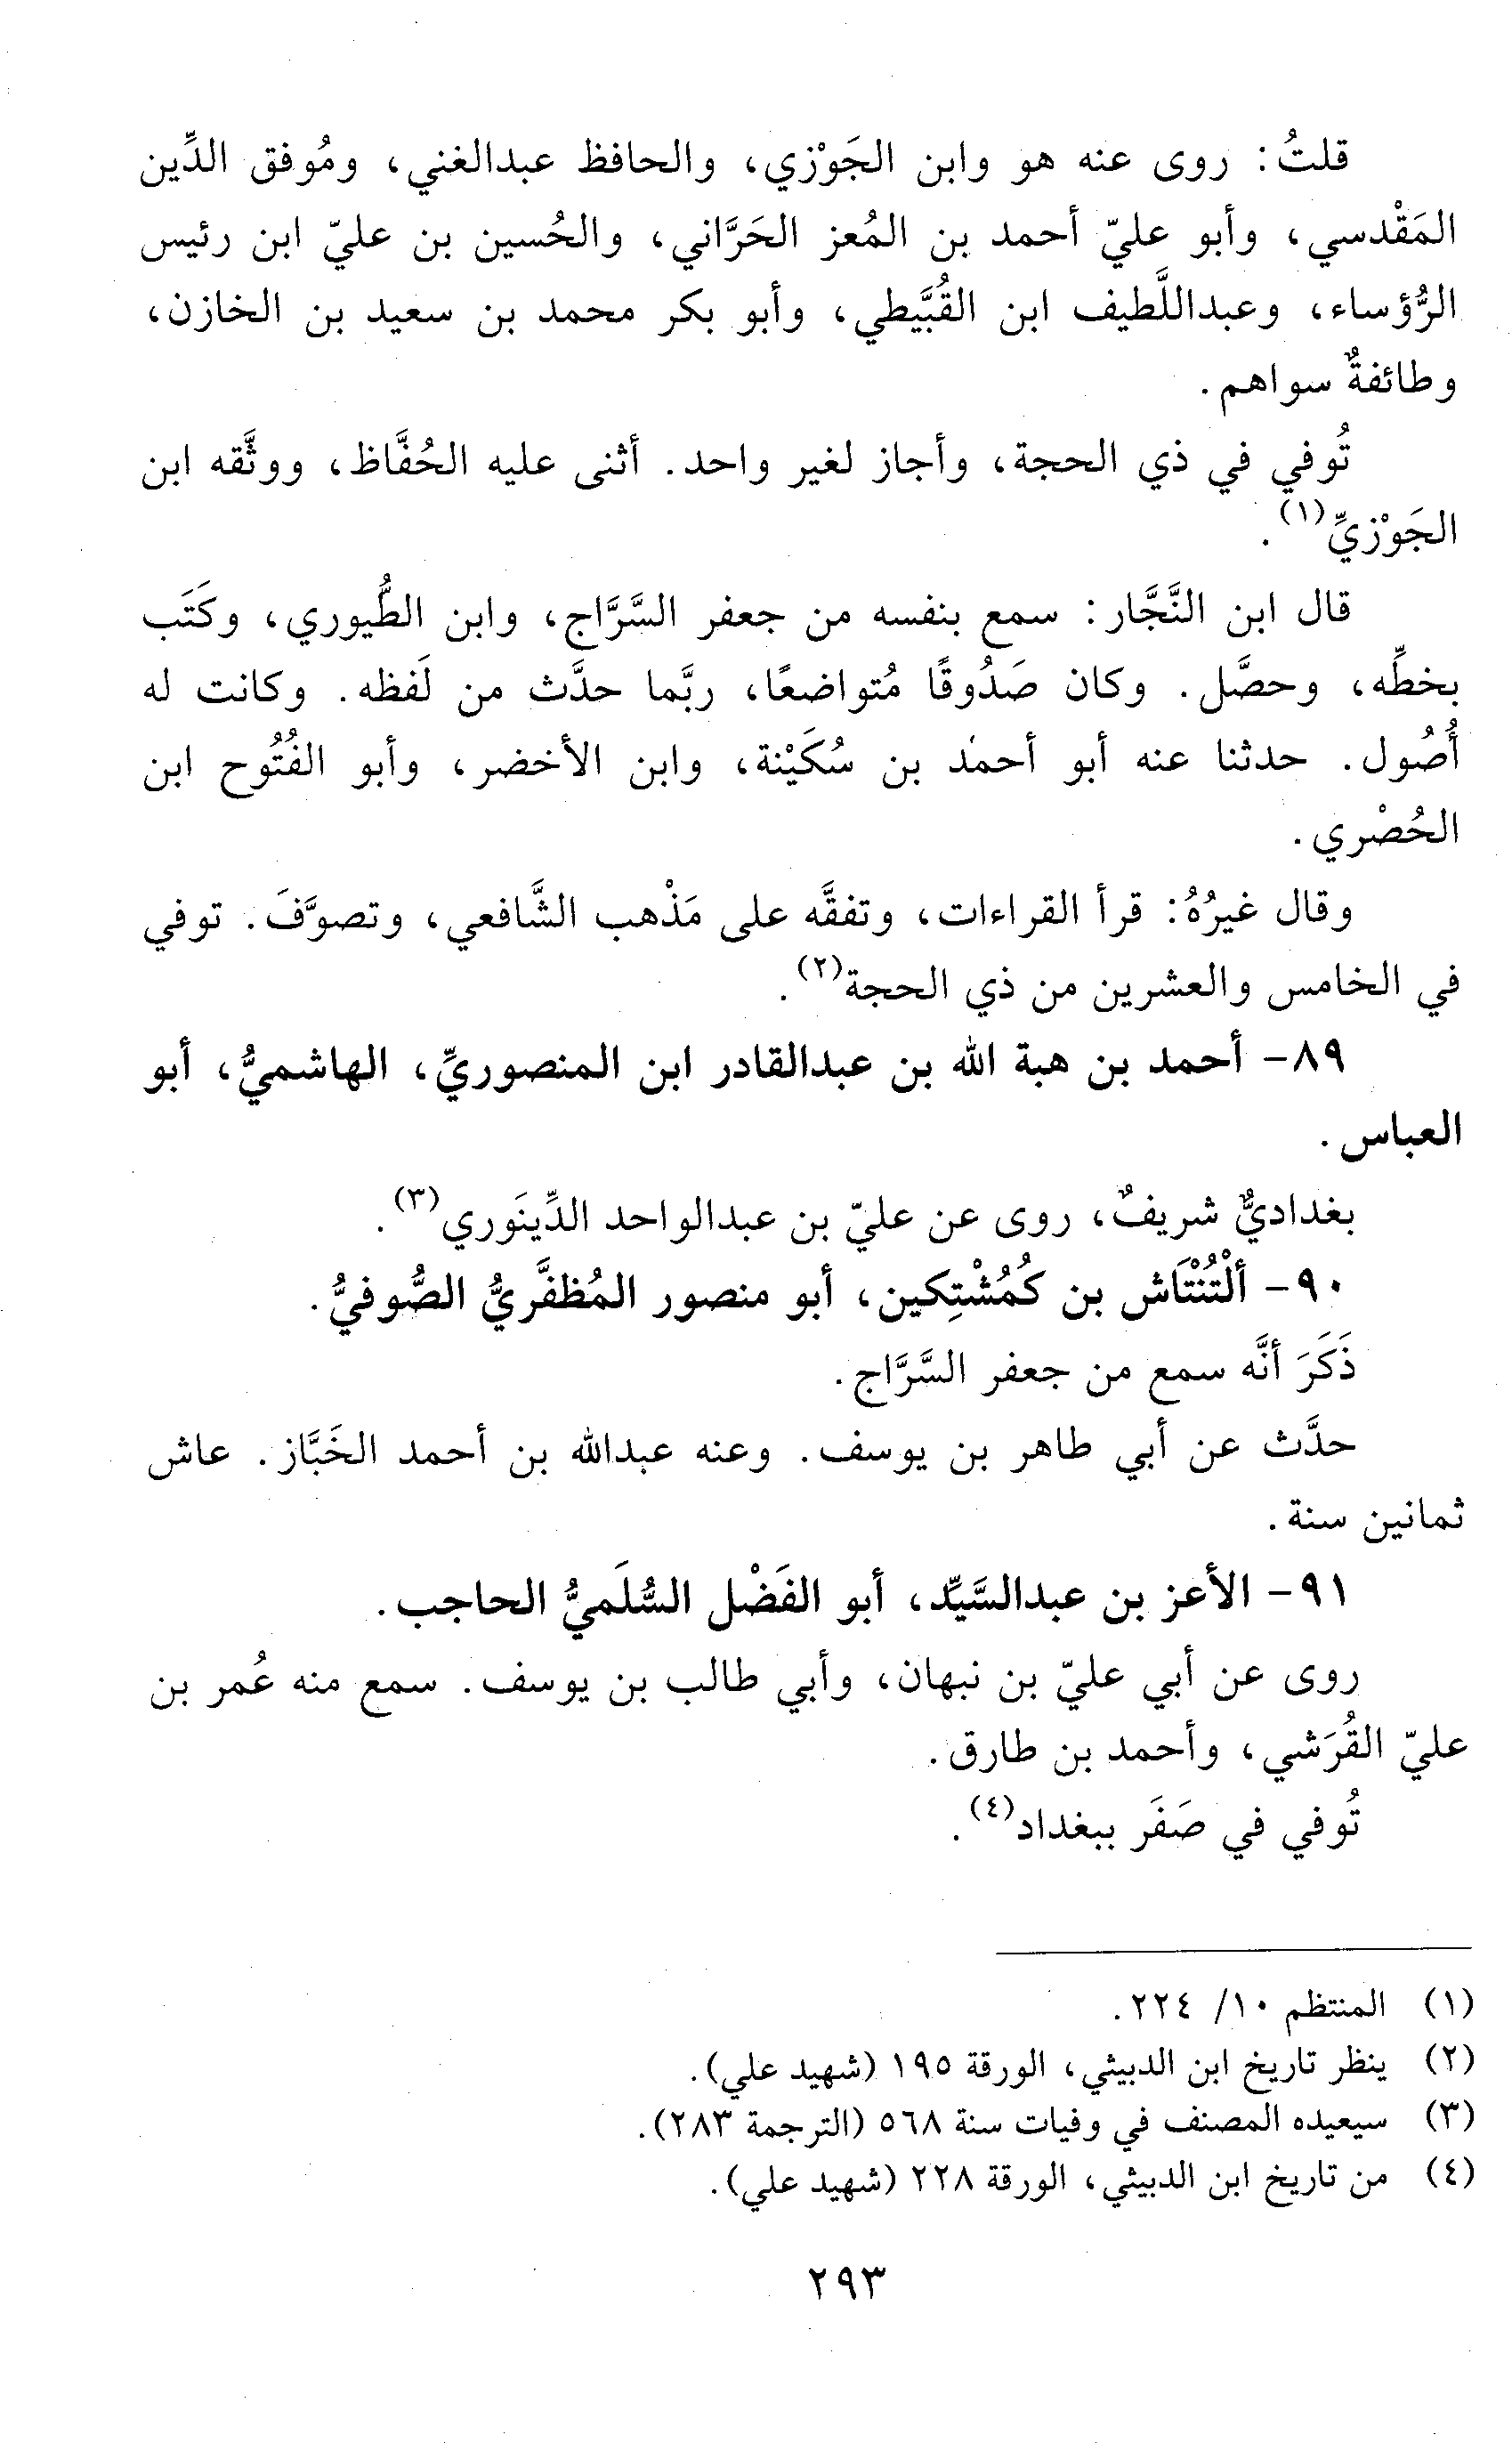 قلتُ: روى عنه هو وابن الجَوْزي، والحافظ عبدالغني، ومُوفق الدِّين
المَقْدسي، وأبو عليّ أحمد بن المُعز الحَرَّاني، والحُسين بن عليّ ابن رئيس
الرُّؤساء، وعبداللَّطيف ابن القُبَّيطي، وأبو بكر محمد بن سعيد بن الخازن،
وطائفةٌ سواهم.
تُوفي في ذي الحجة، وأجاز لغير واحد. أثنى عليه الحُفَّاظ، ووثَّقه ابن
الجَوْزيِّ(١).
قال ابن النَّجَّار: سمع بنفسه من جعفر السَّرَّاج، وابن الطُّيوري، وكَتَب
بخطِّه، وحصَّل. وكان صَدُوقًا مُتواضعًا، ربَّما حدَّث من لَفظه. وكانت له
أُصُول. حدثنا عنه أبو أحمد بن سُكَيْنة، وابن الأخضر، وأبو الفُتُوح ابن
الحُصْري.
وقال غيرُهُ: قرأ القراءات، وتفقَّه على مَذْهب الشَّافعي، وتصوَّفَ. توفي
في الخامس والعشرين من ذي الحجة(٢).
٨٩- أحمد بن هبة الله بن عبدالقادر ابن المنصوريِّ، الهاشميُّ، أبو
العباس.
بغداديٌّ شريفٌ، روى عن عليّ بن عبدالواحد الدِّينَوري(٣).
٩٠- ألْتُنْتَاش بن كُمُشْتِكين، أبو منصور المُظفَّريُّ الصُّوفيُّ.
ذَكَرَ أنَّه سمع من جعفر السَّرَّاج.
حدَّث عن أبي طاهر بن يوسف. وعنه عبدالله بن أحمد الخَبَّاز. عاش
ثمانين سنة.
٩١- الأعز بن عبدالسَّيِّد، أبو الفَضْل السُّلَميُّ الحاجب.
روى عن أبي عليّ بن نبهان، وأبي طالب بن يوسف. سمع منه عُمر بن
عليّ القُرَشي، وأحمد بن طارق.
تُوفي في صَفَر ببغداد(٤).
(١) المنتظم ١٠/ ٢٢٤.
(٢) ينظر تاريخ ابن الدبيثي، الورقة ١٩٥ (شهيد علي).
(٣) سيعيده المصنف في وفيات سنة ٥٦٨ (الترجمة ٢٨٣).
(٤) من تاريخ ابن الدبيثي، الورقة ٢٢٨ (شهيد علي).
٢٩٣